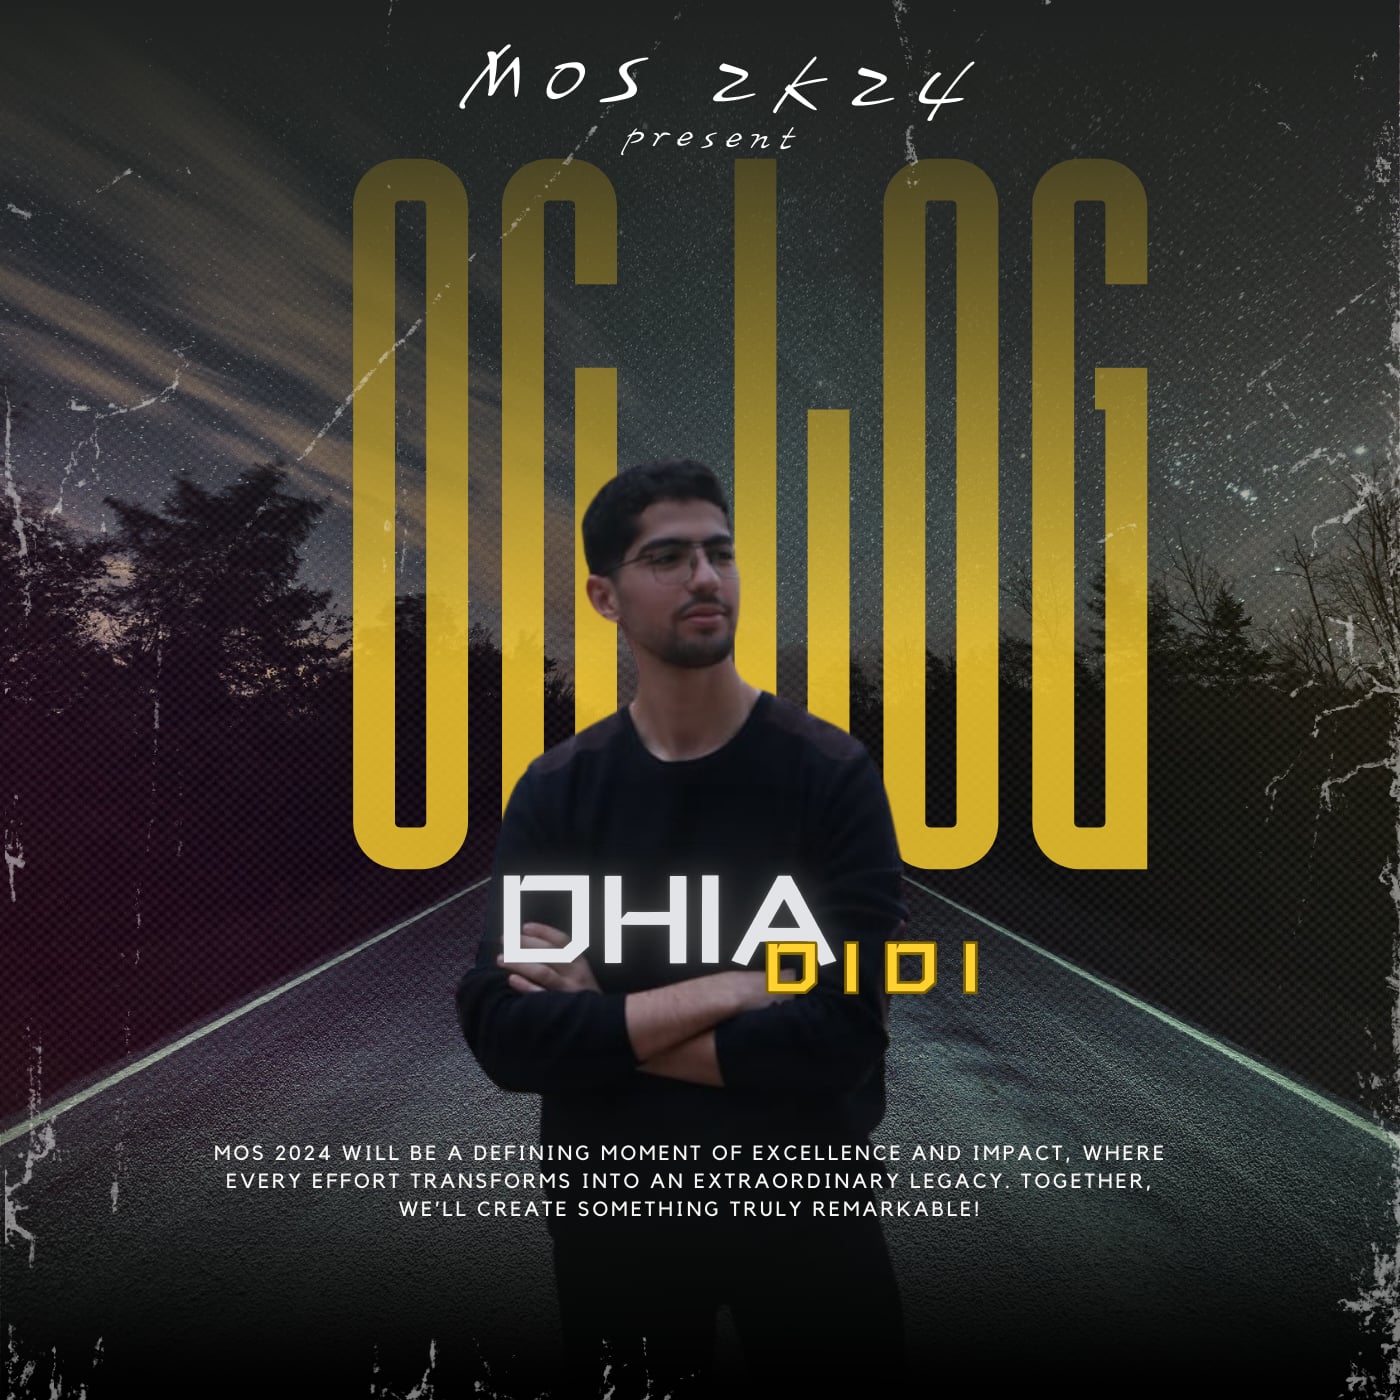 MOS 2K24
present
OC LOG
DHIA
DIDI
MOS 2024 WILL BE A DEFINING MOMENT OF EXCELLENCE AND IMPACT, WHERE
EVERY EFFORT TRANSFORMS INTO AN EXTRAORDINARY LEGACY. TOGETHER,
WE'LL CREATE SOMETHING TRULY REMARKABLE!